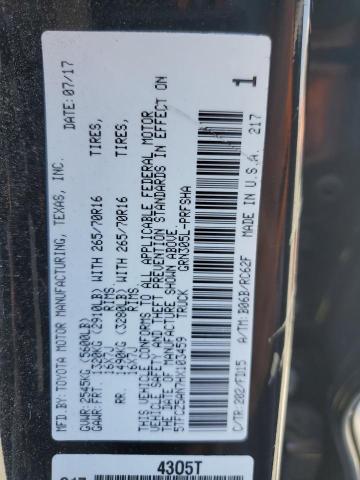 MFD. BY: TOYOTA MOTOR MANUFACTURING, TEXAS, INC. DATE: 07/17
GVWR: 2545KG (5600LB)
GAWR: FRT. 1320KG (2910LB) WITH 265/70R16 TIRES,
16X7J RIMS
RR. 1490KG (3280LB) WITH 265/70R16 TIRES,
16X7J RIMS
THIS VEHICLE CONFORMS TO ALL APPLICABLE FEDERAL MOTOR
VEHICLE SAFETY AND THEFT PREVENTION STANDARDS IN EFFECT ON
THE DATE OF MANUFACTURE SHOWN ABOVE.
5TFCZ5AN7HX103459 TRUCK GRN305L-PRFSHA
1
C/TR:202/FD15 A/TM:B06B/RC62F MADE IN U.S.A. 217
4305T